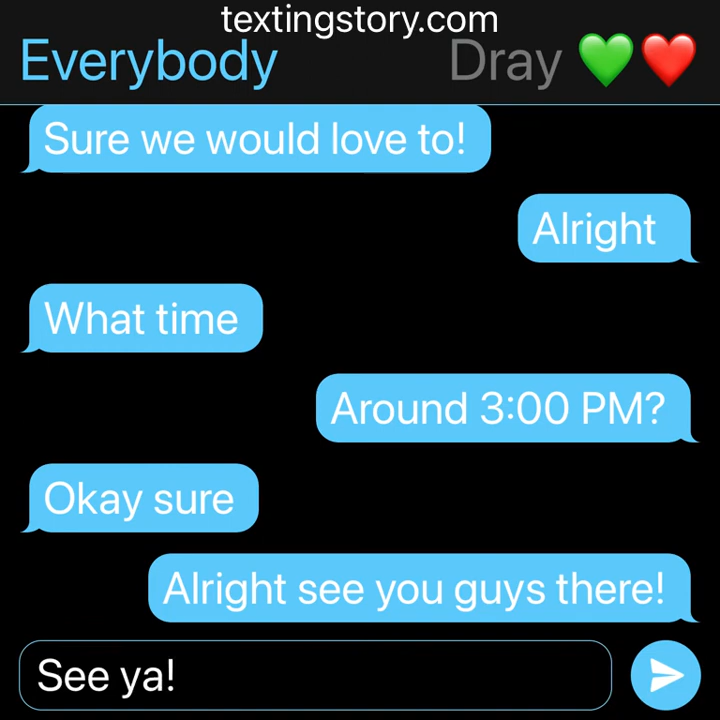 textingstory.com
Everybody Dray 💚❤️
Sure we would love to!
Alright
What time
Around 3:00 PM?
Okay sure
Alright see you guys there!
See ya!